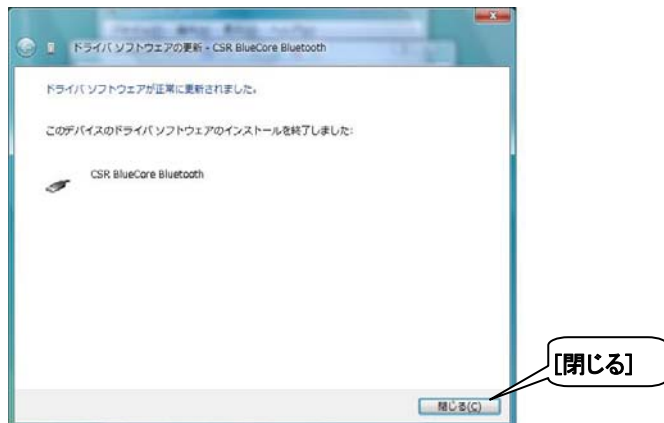 ドライバ ソフトウェアの更新 - CSR BlueCore Bluetooth
ドライバ ソフトウェアが正常に更新されました。
このデバイスのドライバ ソフトウェアのインストールを終了しました:
CSR BlueCore Bluetooth
[閉じる]
閉じる(C)